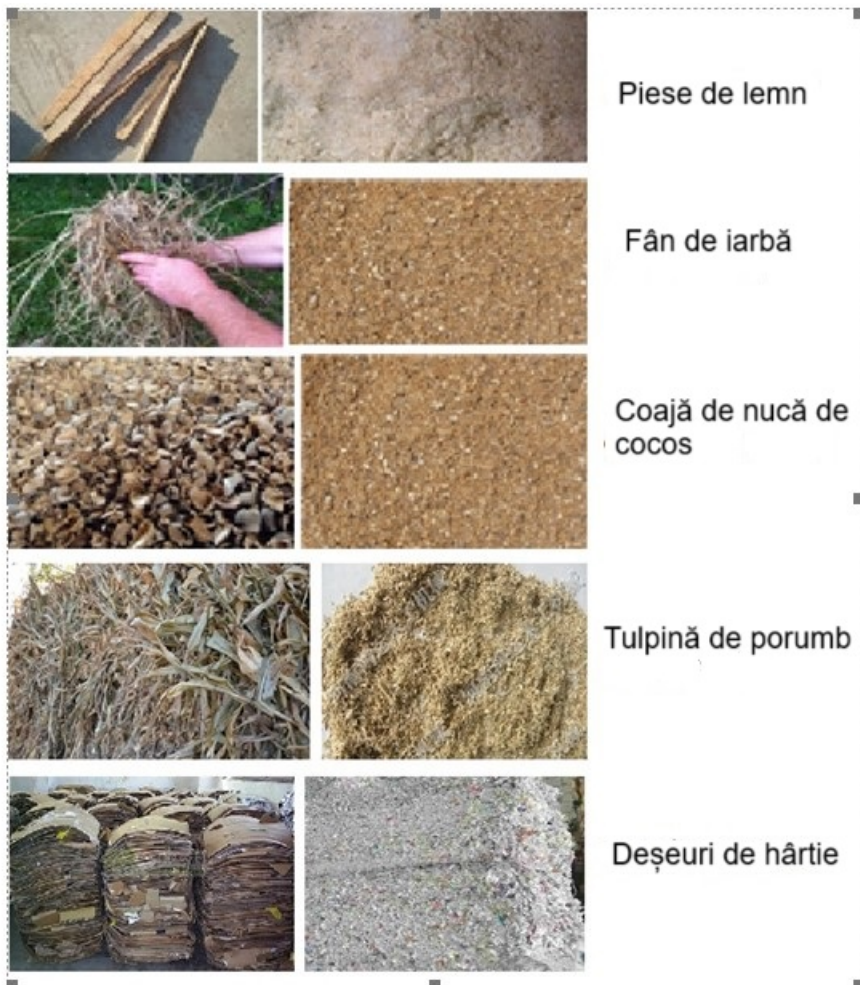 Piese de lemn
Fân de iarbă
Coajă de nucă de
cocos
Tulpină de porumb
Deșeuri de hârtie